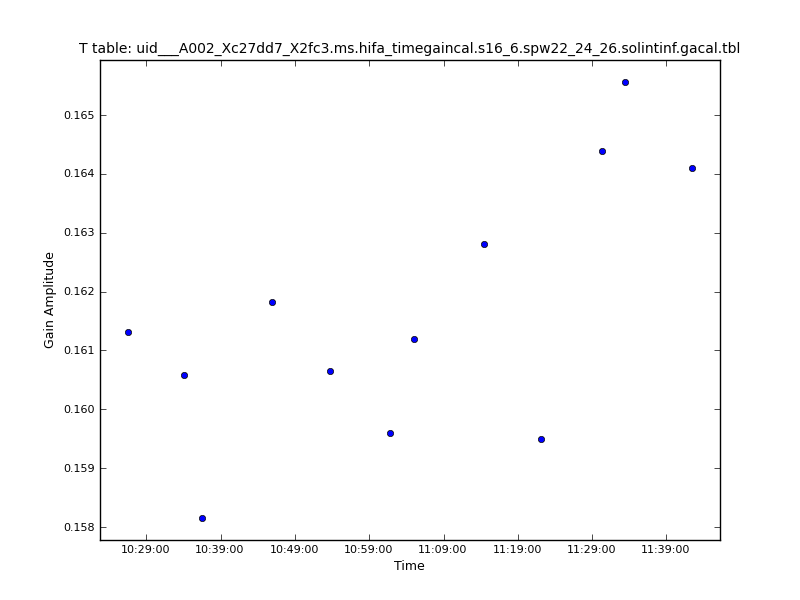 T table: uid___A002_Xc27dd7_X2fc3.ms.hifa_timegaincal.s16_6.spw22_24_26.solintinf.gacal.tbl
0.165
0.164
0.163
0.162
0.161
0.160
0.159
0.158
Gain Amplitude
10:29:00 10:39:00 10:49:00 10:59:00 11:09:00 11:19:00 11:29:00 11:39:00
Time